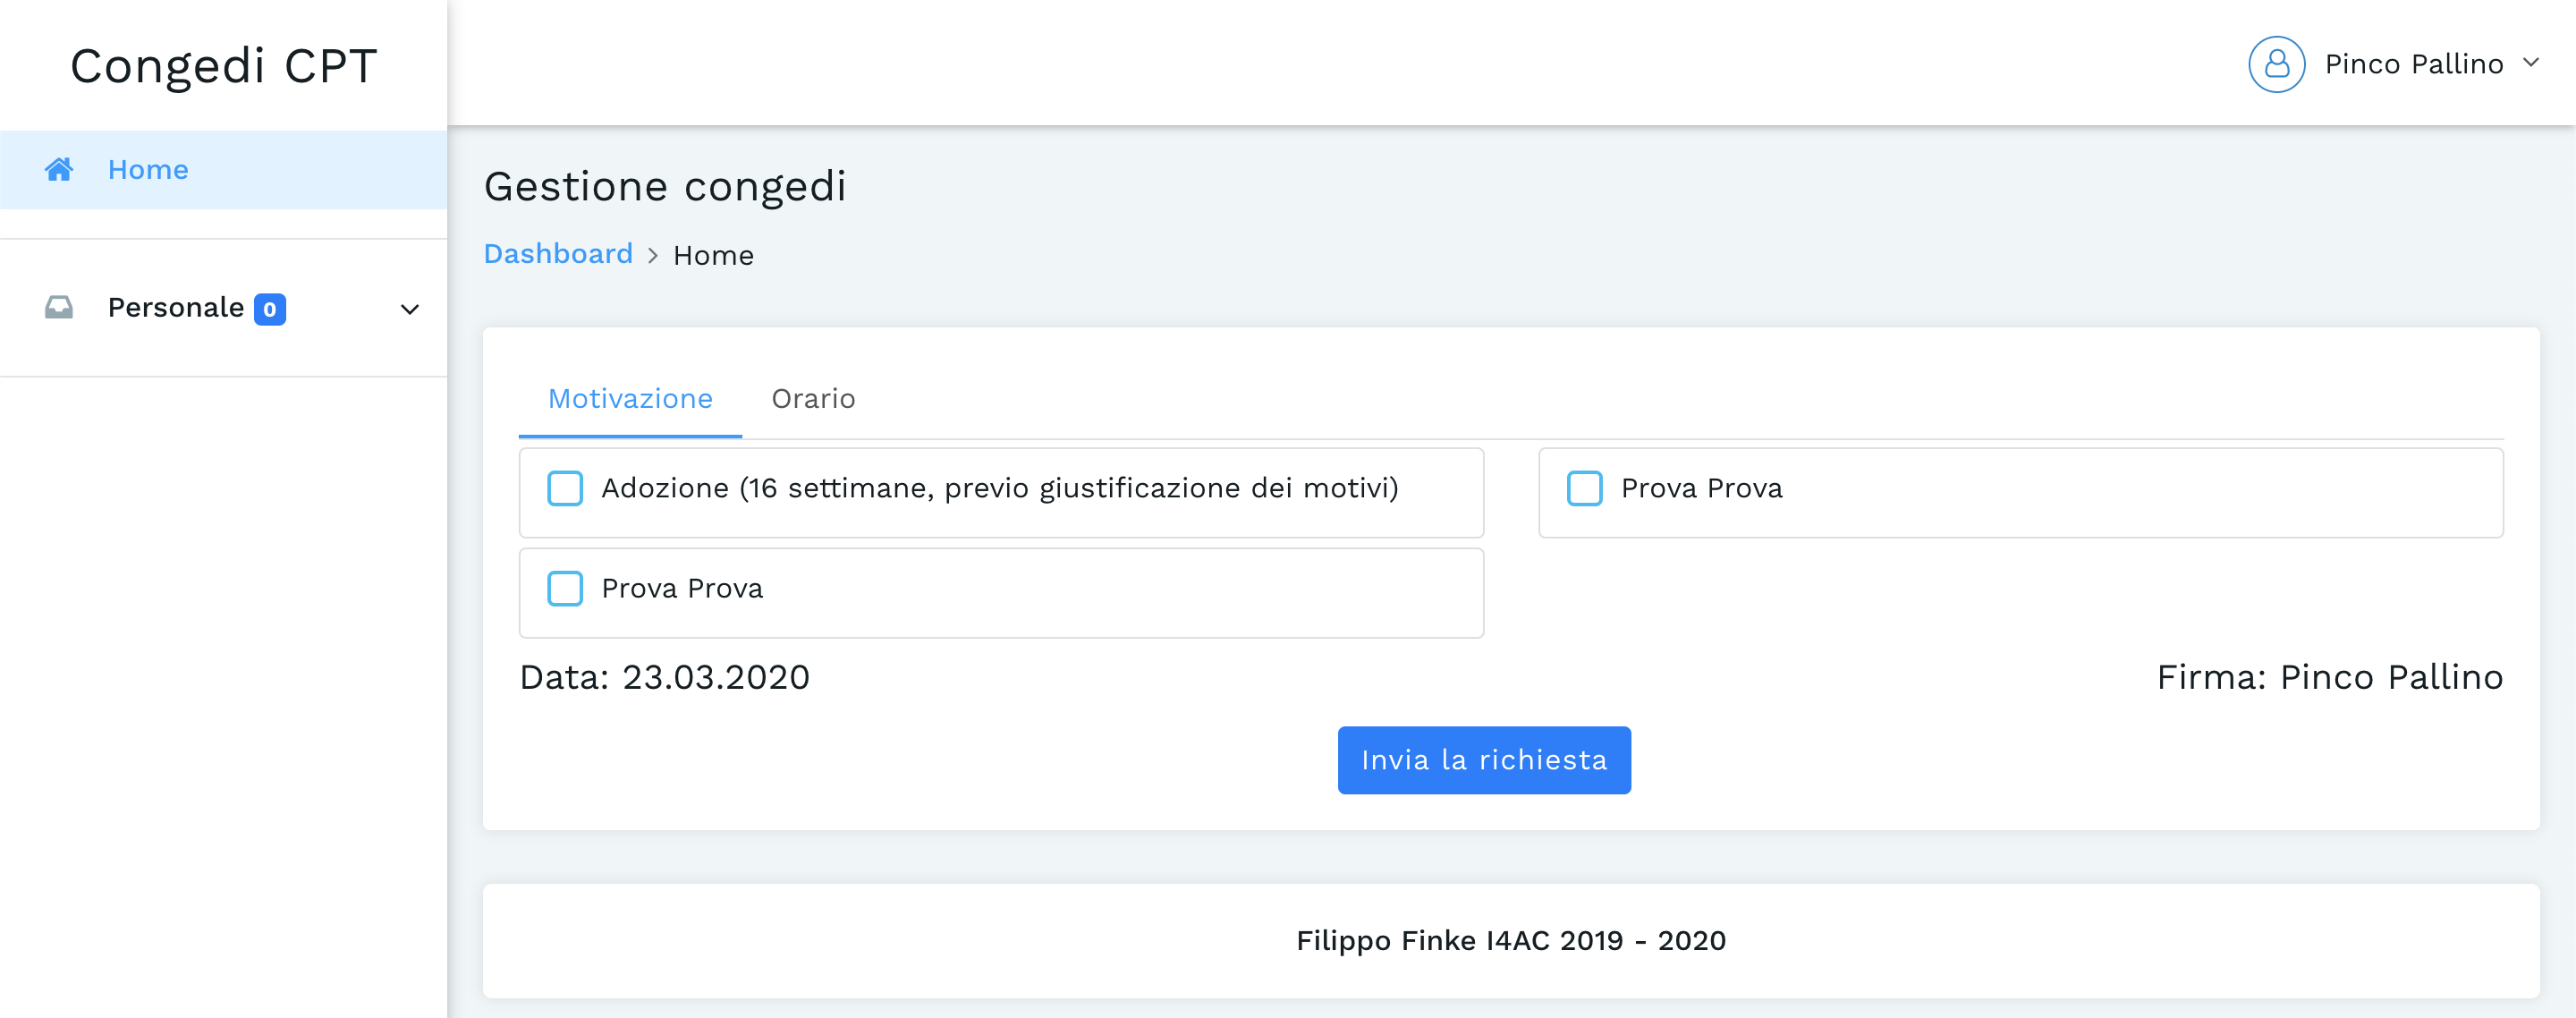 Congedi CPT
Pinco Pallino
Home
Personale 0
Gestione congedi
Dashboard > Home
Motivazione Orario
Adozione (16 settimane, previo giustificazione dei motivi)
Prova Prova
Prova Prova
Data: 23.03.2020
Firma: Pinco Pallino
Invia la richiesta
Filippo Finke I4AC 2019 - 2020